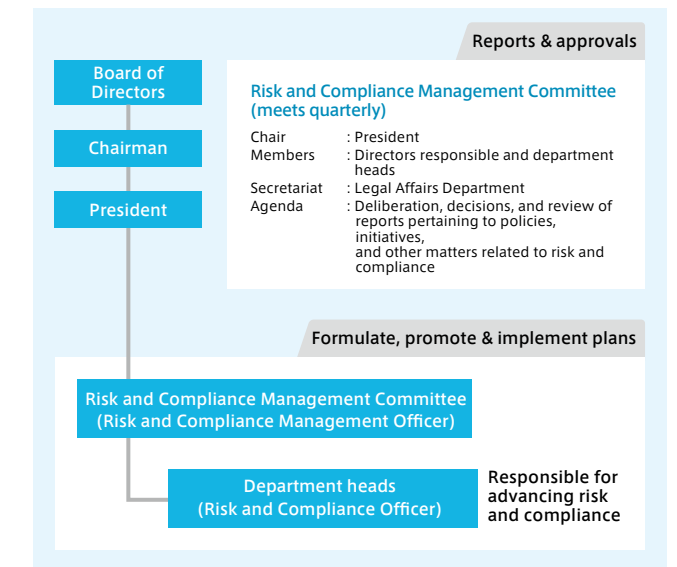 Reports & approvals
Board of
Directors
Chairman
President
Risk and Compliance Management Committee
(meets quarterly)
Chair : President
Members : Directors responsible and department
heads
Secretariat : Legal Affairs Department
Agenda : Deliberation, decisions, and review of
reports pertaining to policies,
initiatives,
and other matters related to risk and
compliance
Formulate, promote & implement plans
Risk and Compliance Management Committee
(Risk and Compliance Management Officer)
Department heads
(Risk and Compliance Officer)
Responsible for
advancing risk
and compliance